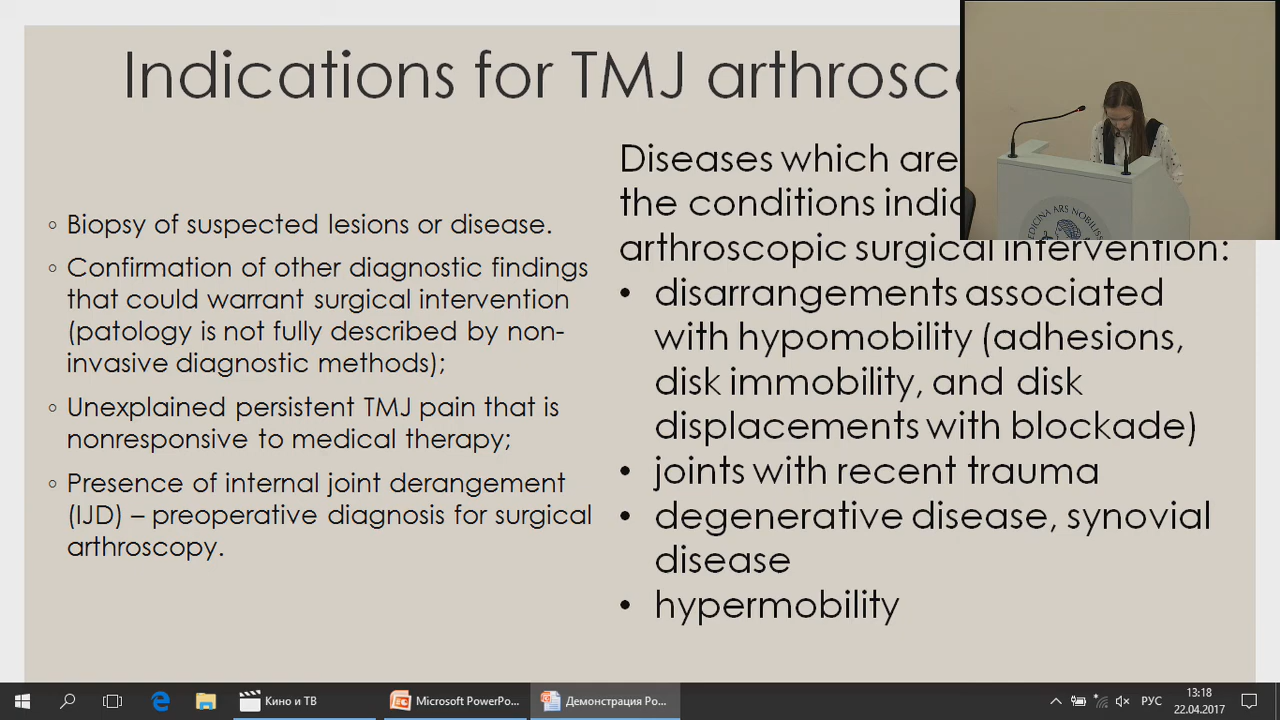 Indications for TMJ
◦ Biopsy of suspected lesions or disease.
◦ Confirmation of other diagnostic findings
that could warrant surgical intervention
(patology is not fully described by non-
invasive diagnostic methods);
◦ Unexplained persistent TMJ pain that is
nonresponsive to medical therapy;
◦ Presence of internal joint derangement
(IJD) – preoperative diagnosis for surgical
arthroscopy.
Diseases which are
the conditions
arthroscopic surgical intervention:
• disarrangements associated
with hypomobility (adhesions,
disk immobility, and disk
displacements with blockade)
• joints with recent trauma
• degenerative disease, synovial
disease
• hypermobility
MEDICINA ARS NOBILISS
Кино и ТВ
Microsoft PowerPo...
Демонстрация Po...
РУС
13:18
22.04.2017